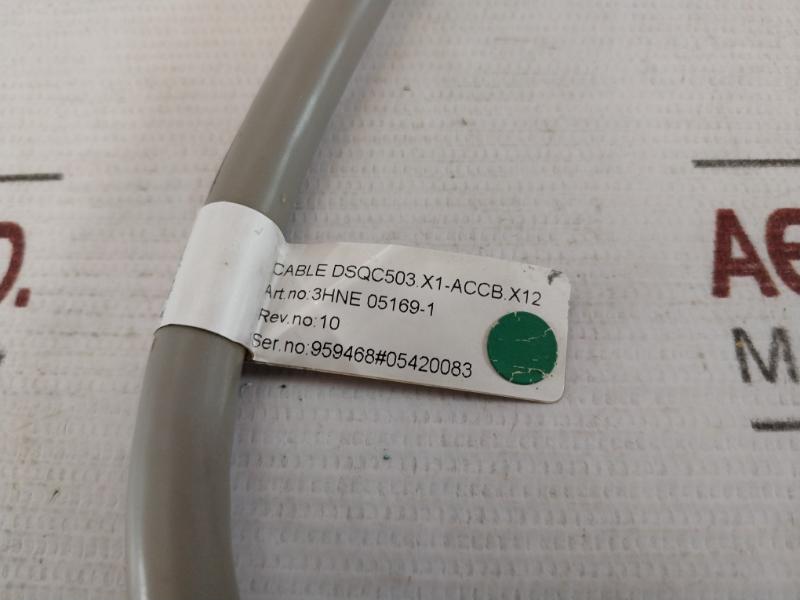 CABLE DSQC503.X1-ACCB.X12
Art.no:3HNE 05169-1
Rev.no:10
Ser.no:959468#05420083